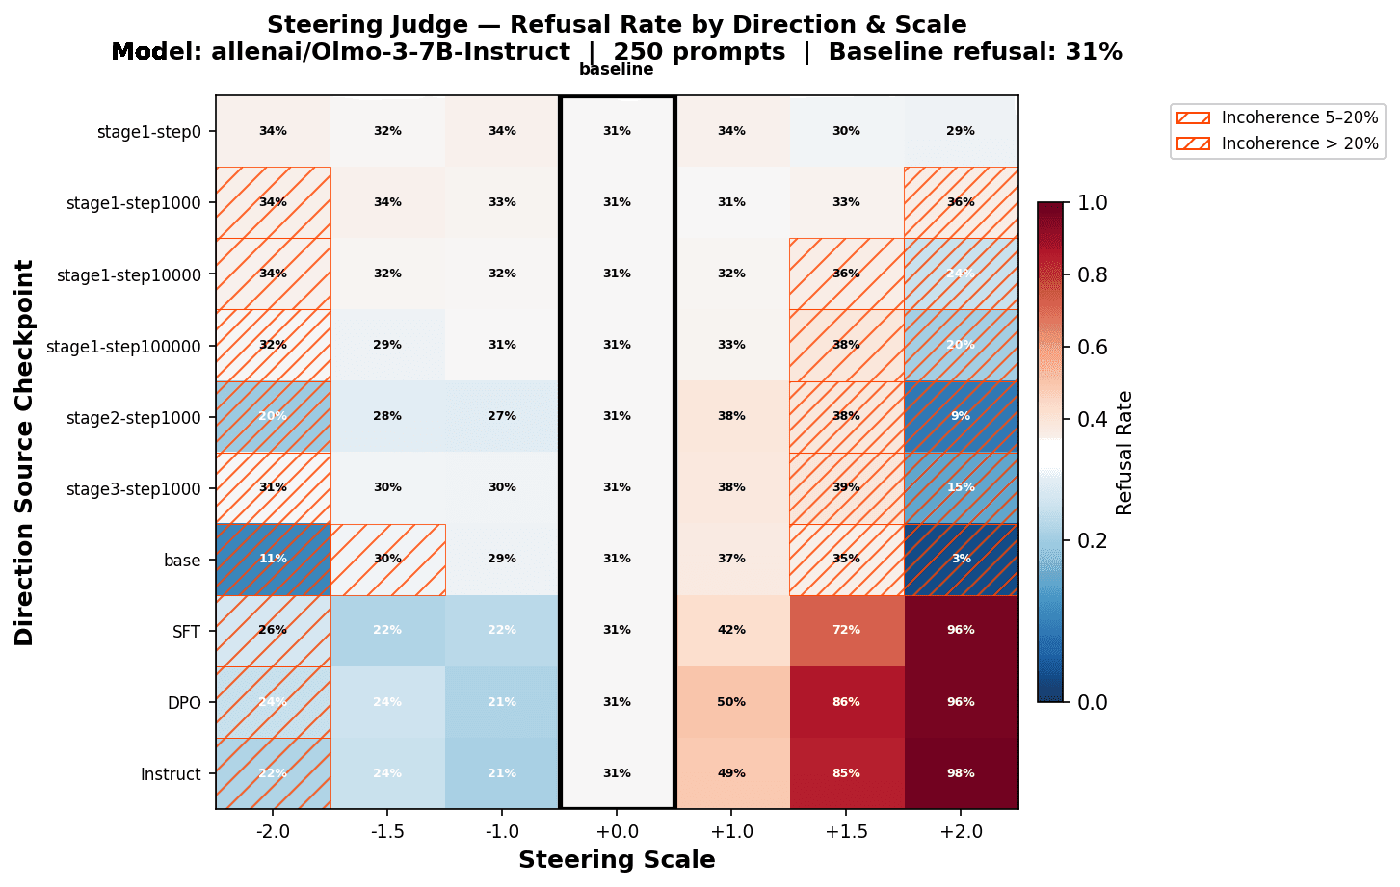 Steering Judge — Refusal Rate by Direction & Scale
Model: allenai/Olmo-3-7B-Instruct | 250 prompts | Baseline refusal: 31%
baseline
stage1-step0 34% 32% 34% 31% 34% 30% 29%
stage1-step1000 34% 34% 33% 31% 31% 33% 36%
stage1-step10000 34% 32% 32% 31% 32% 36% 24%
stage1-step100000 32% 29% 31% 31% 33% 38% 20%
stage2-step1000 20% 28% 27% 31% 38% 38% 9%
stage3-step1000 31% 30% 30% 31% 38% 39% 15%
base 11% 30% 29% 31% 37% 35% 3%
SFT 26% 22% 22% 31% 42% 72% 96%
DPO 24% 24% 21% 31% 50% 86% 96%
Instruct 22% 24% 21% 31% 49% 85% 98%
-2.0 -1.5 -1.0 +0.0 +1.0 +1.5 +2.0
Steering Scale
Direction Source Checkpoint
Incoherence 5–20%
Incoherence > 20%
1.0
0.8
0.6
0.4
0.2
0.0
Refusal Rate